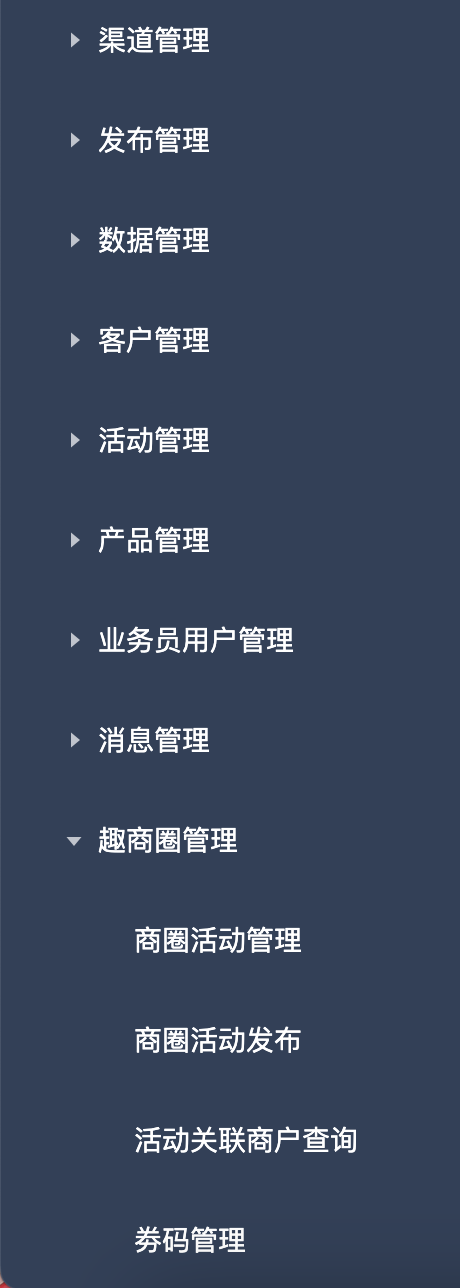 渠道管理
发布管理
数据管理
客户管理
活动管理
产品管理
业务员用户管理
消息管理
趣商圈管理
商圈活动管理
商圈活动发布
活动关联商户查询
券码管理